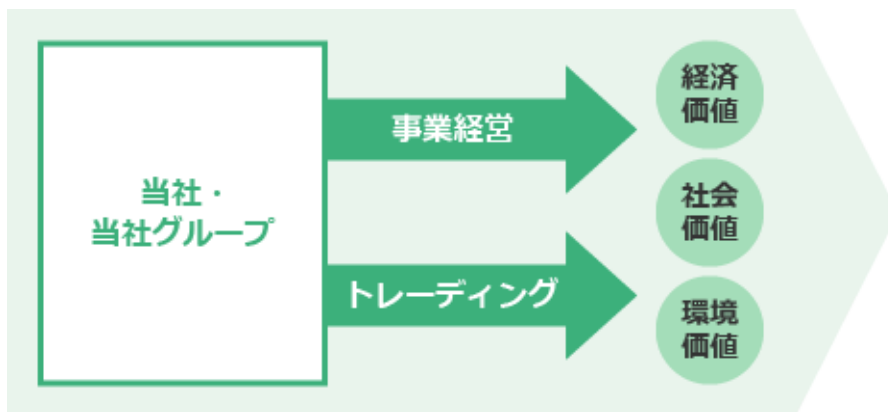 当社・
当社グループ
事業経営
トレーディング
経済
価値
社会
価値
環境
価値